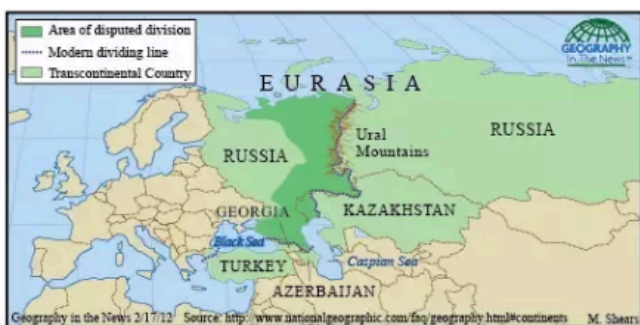 Area of disputed division
Modern dividing line
Transcontinental Country
GEOGRAPHY
In The News
EURASIA
Ural
Mountains
RUSSIA
RUSSIA
GEORGIA
KAZAKHSTAN
Black Sea
TURKEY
Caspian Sea
AZERBAIJAN
Geography in the News 2/17/12 Source: http://www.nationalgeographic.com/faq/geography.html#continents M. Shears